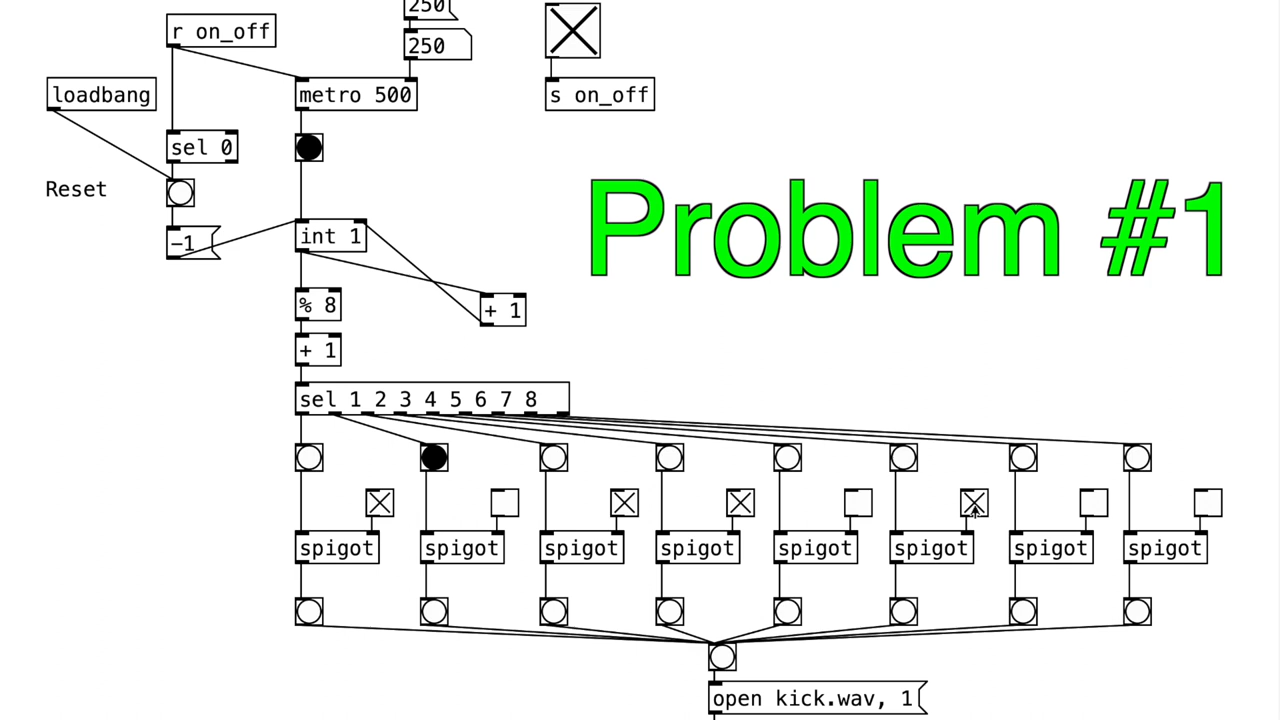 250
r on_off
250
loadbang
metro 500
s on_off
sel 0
Reset
Problem #1
-1
int 1
% 8
+ 1
+ 1
sel 1 2 3 4 5 6 7 8
spigot spigot spigot spigot spigot spigot spigot spigot
open kick.wav, 1